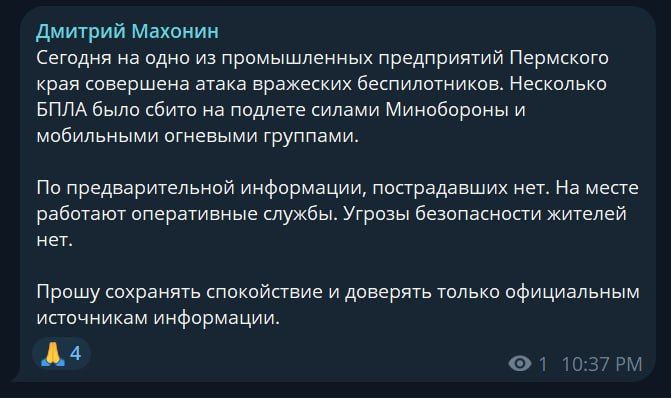 Дмитрий Махонин
Сегодня на одно из промышленных предприятий Пермского
края совершена атака вражеских беспилотников. Несколько
БПЛА было сбито на подлете силами Минобороны и
мобильными огневыми группами.
По предварительной информации, пострадавших нет. На месте
работают оперативные службы. Угрозы безопасности жителей
нет.
Прошу сохранять спокойствие и доверять только официальным
источникам информации.
4
1 10:37 PM